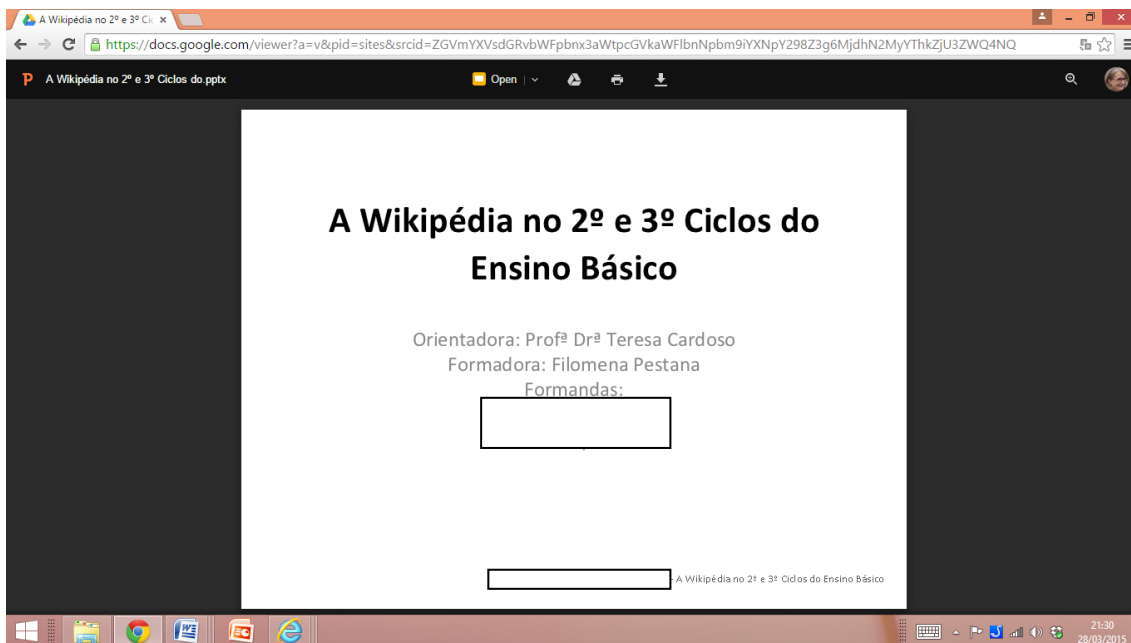 A Wikipédia no 2º e 3º Cic
https://docs.google.com/viewer?a=v&pid=sites&srcid=ZGVmYXVsdGRvbWFpbnx3aWtpcGVkaWFlbnNpbm9iYXNpY298Z3g6MjdhN2MyYThkZjU3ZWQ4NQ
A Wikipédia no 2º e 3º Ciclos do.pptx
Open
A Wikipédia no 2º e 3º Ciclos do
Ensino Básico
Orientadora: Profª Drª Teresa Cardoso
Formadora: Filomena Pestana
Formandas:
- A Wikipédia no 2º e 3º Ciclos do Ensino Básico
21:30
28/03/2015